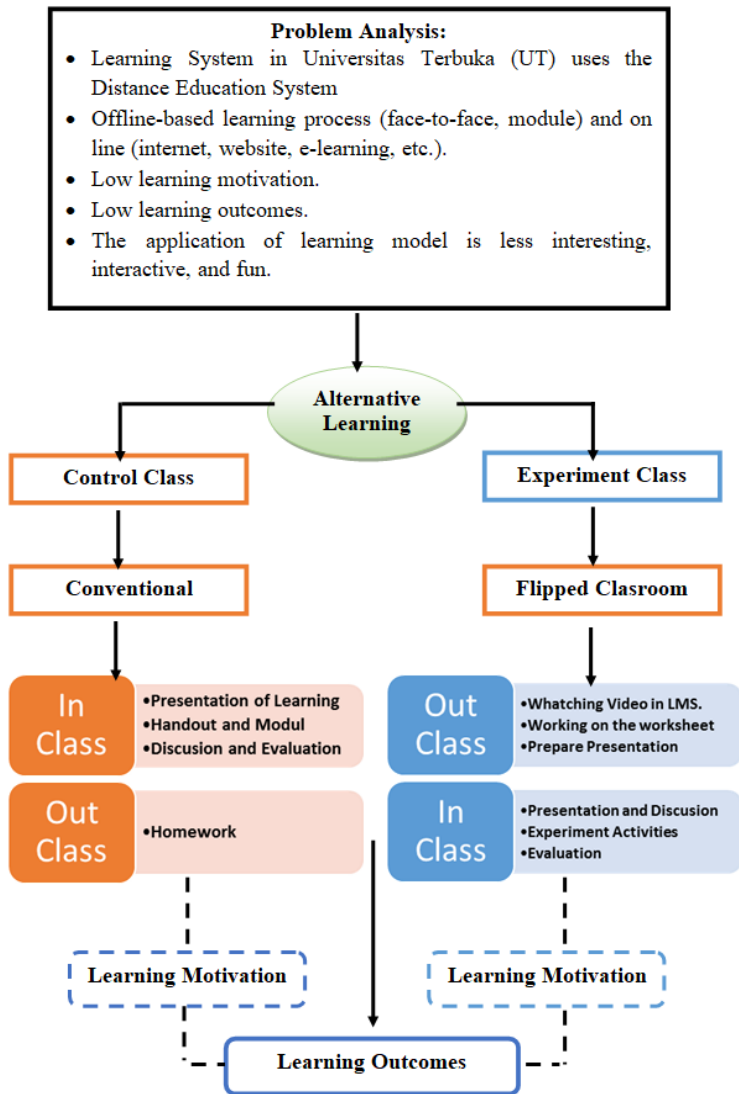 Problem Analysis:
• Learning System in Universitas Terbuka (UT) uses the
Distance Education System
• Offline-based learning process (face-to-face, module) and on
line (internet, website, e-learning, etc.).
• Low learning motivation.
• Low learning outcomes.
• The application of learning model is less interesting,
interactive, and fun.
Alternative
Learning
Control Class
Experiment Class
Conventional
Flipped Clasroom
In
Class
•Presentation of Learning
•Handout and Modul
•Discusion and Evaluation
Out
Class
•Whatching Video in LMS.
•Working on the worksheet
•Prepare Presentation
Out
Class
•Homework
In
Class
•Presentation and Discusion
•Experiment Activities
•Evaluation
Learning Motivation
Learning Motivation
Learning Outcomes